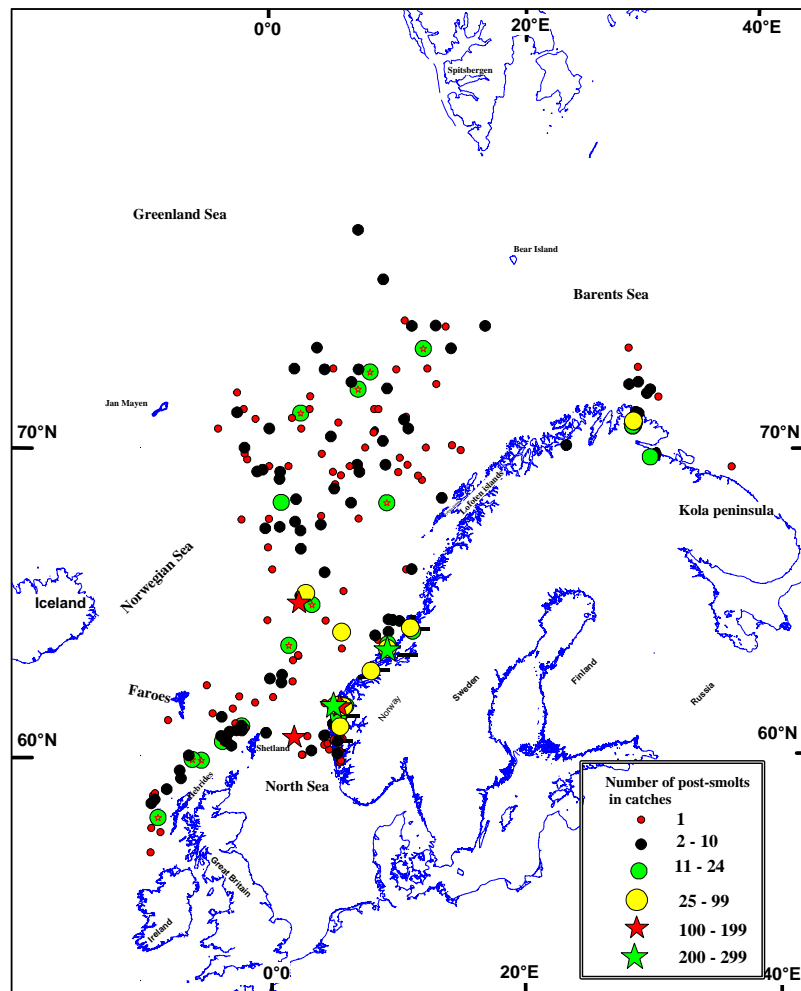 0°E
20°E
40°E
Spitsbergen
Greenland Sea
Bear Island
Barents Sea
Jan Mayen
70°N
70°N
Lofoten islands
Kola peninsula
Norwegian Sea
Iceland
Faroes
Norway
Sweden
Finland
Russia
Shetland
60°N
60°N
North Sea
Hebrides
Great Britain
Ireland
Number of post-smolts
in catches
1
2 - 10
11 - 24
25 - 99
100 - 199
200 - 299
0°E
20°E
40°E